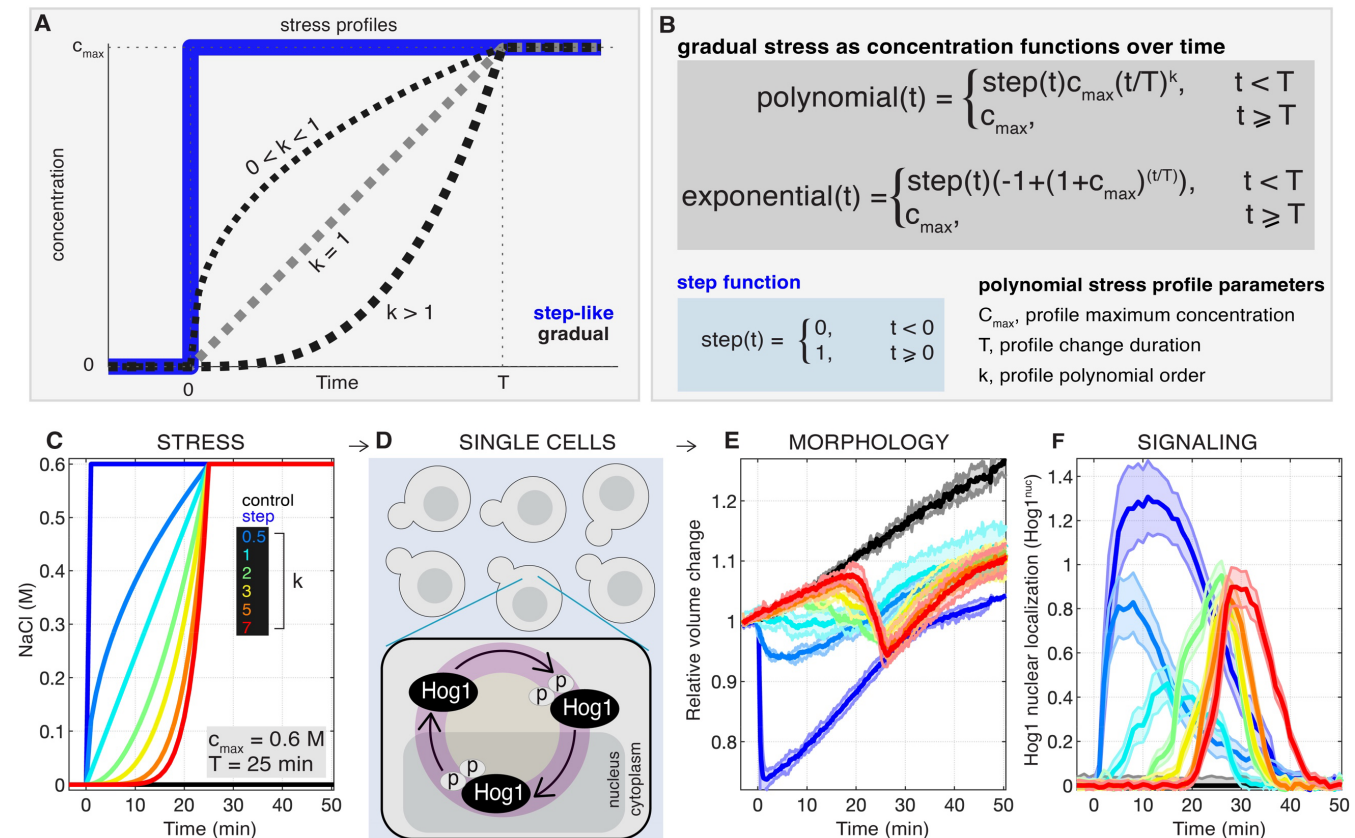 A
stress profiles
c_max
concentration
0 < k < 1
k = 1
k > 1
step-like
gradual
0
0
Time
T
B
gradual stress as concentration functions over time
polynomial(t) = { step(t)c_max(t/T)^k, t < T
c_max, t ⩾ T
exponential(t) = { step(t)(-1+(1+c_max)^(t/T)), t < T
c_max, t ⩾ T
step function
step(t) = { 0, t < 0
1, t ⩾ 0
polynomial stress profile parameters
C_max, profile maximum concentration
T, profile change duration
k, profile polynomial order
C
STRESS
→
NaCl (M)
0.6
0.5
0.4
0.3
0.2
0.1
0
control
step
0.5
1
2
3
5
7
k
c_max = 0.6 M
T = 25 min
0 10 20 30 40 50
Time (min)
D
SINGLE CELLS
→
Hog1
p
p
Hog1
p
p
Hog1
nucleus
cytoplasm
E
MORPHOLOGY
Relative volume change
1.2
1.1
1
0.9
0.8
0 10 20 30 40 50
Time (min)
F
SIGNALING
Hog1 nuclear localization (Hog1^nuc)
1.4
1.2
1
0.8
0.6
0.4
0.2
0
0 10 20 30 40 50
Time (min)